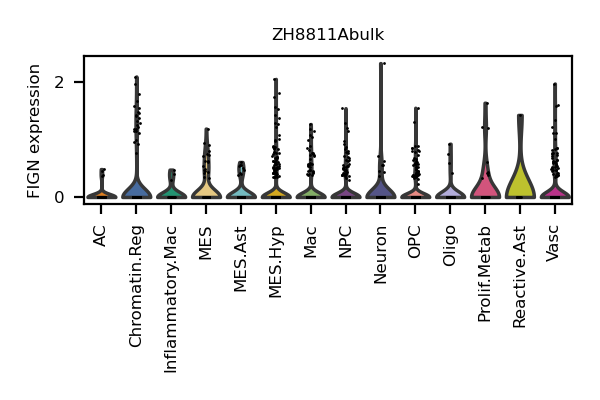 ZH8811Abulk
FIGN expression
2
0
AC
Chromatin.Reg
Inflammatory.Mac
MES
MES.Ast
MES.Hyp
Mac
NPC
Neuron
OPC
Oligo
Prolif.Metab
Reactive.Ast
Vasc